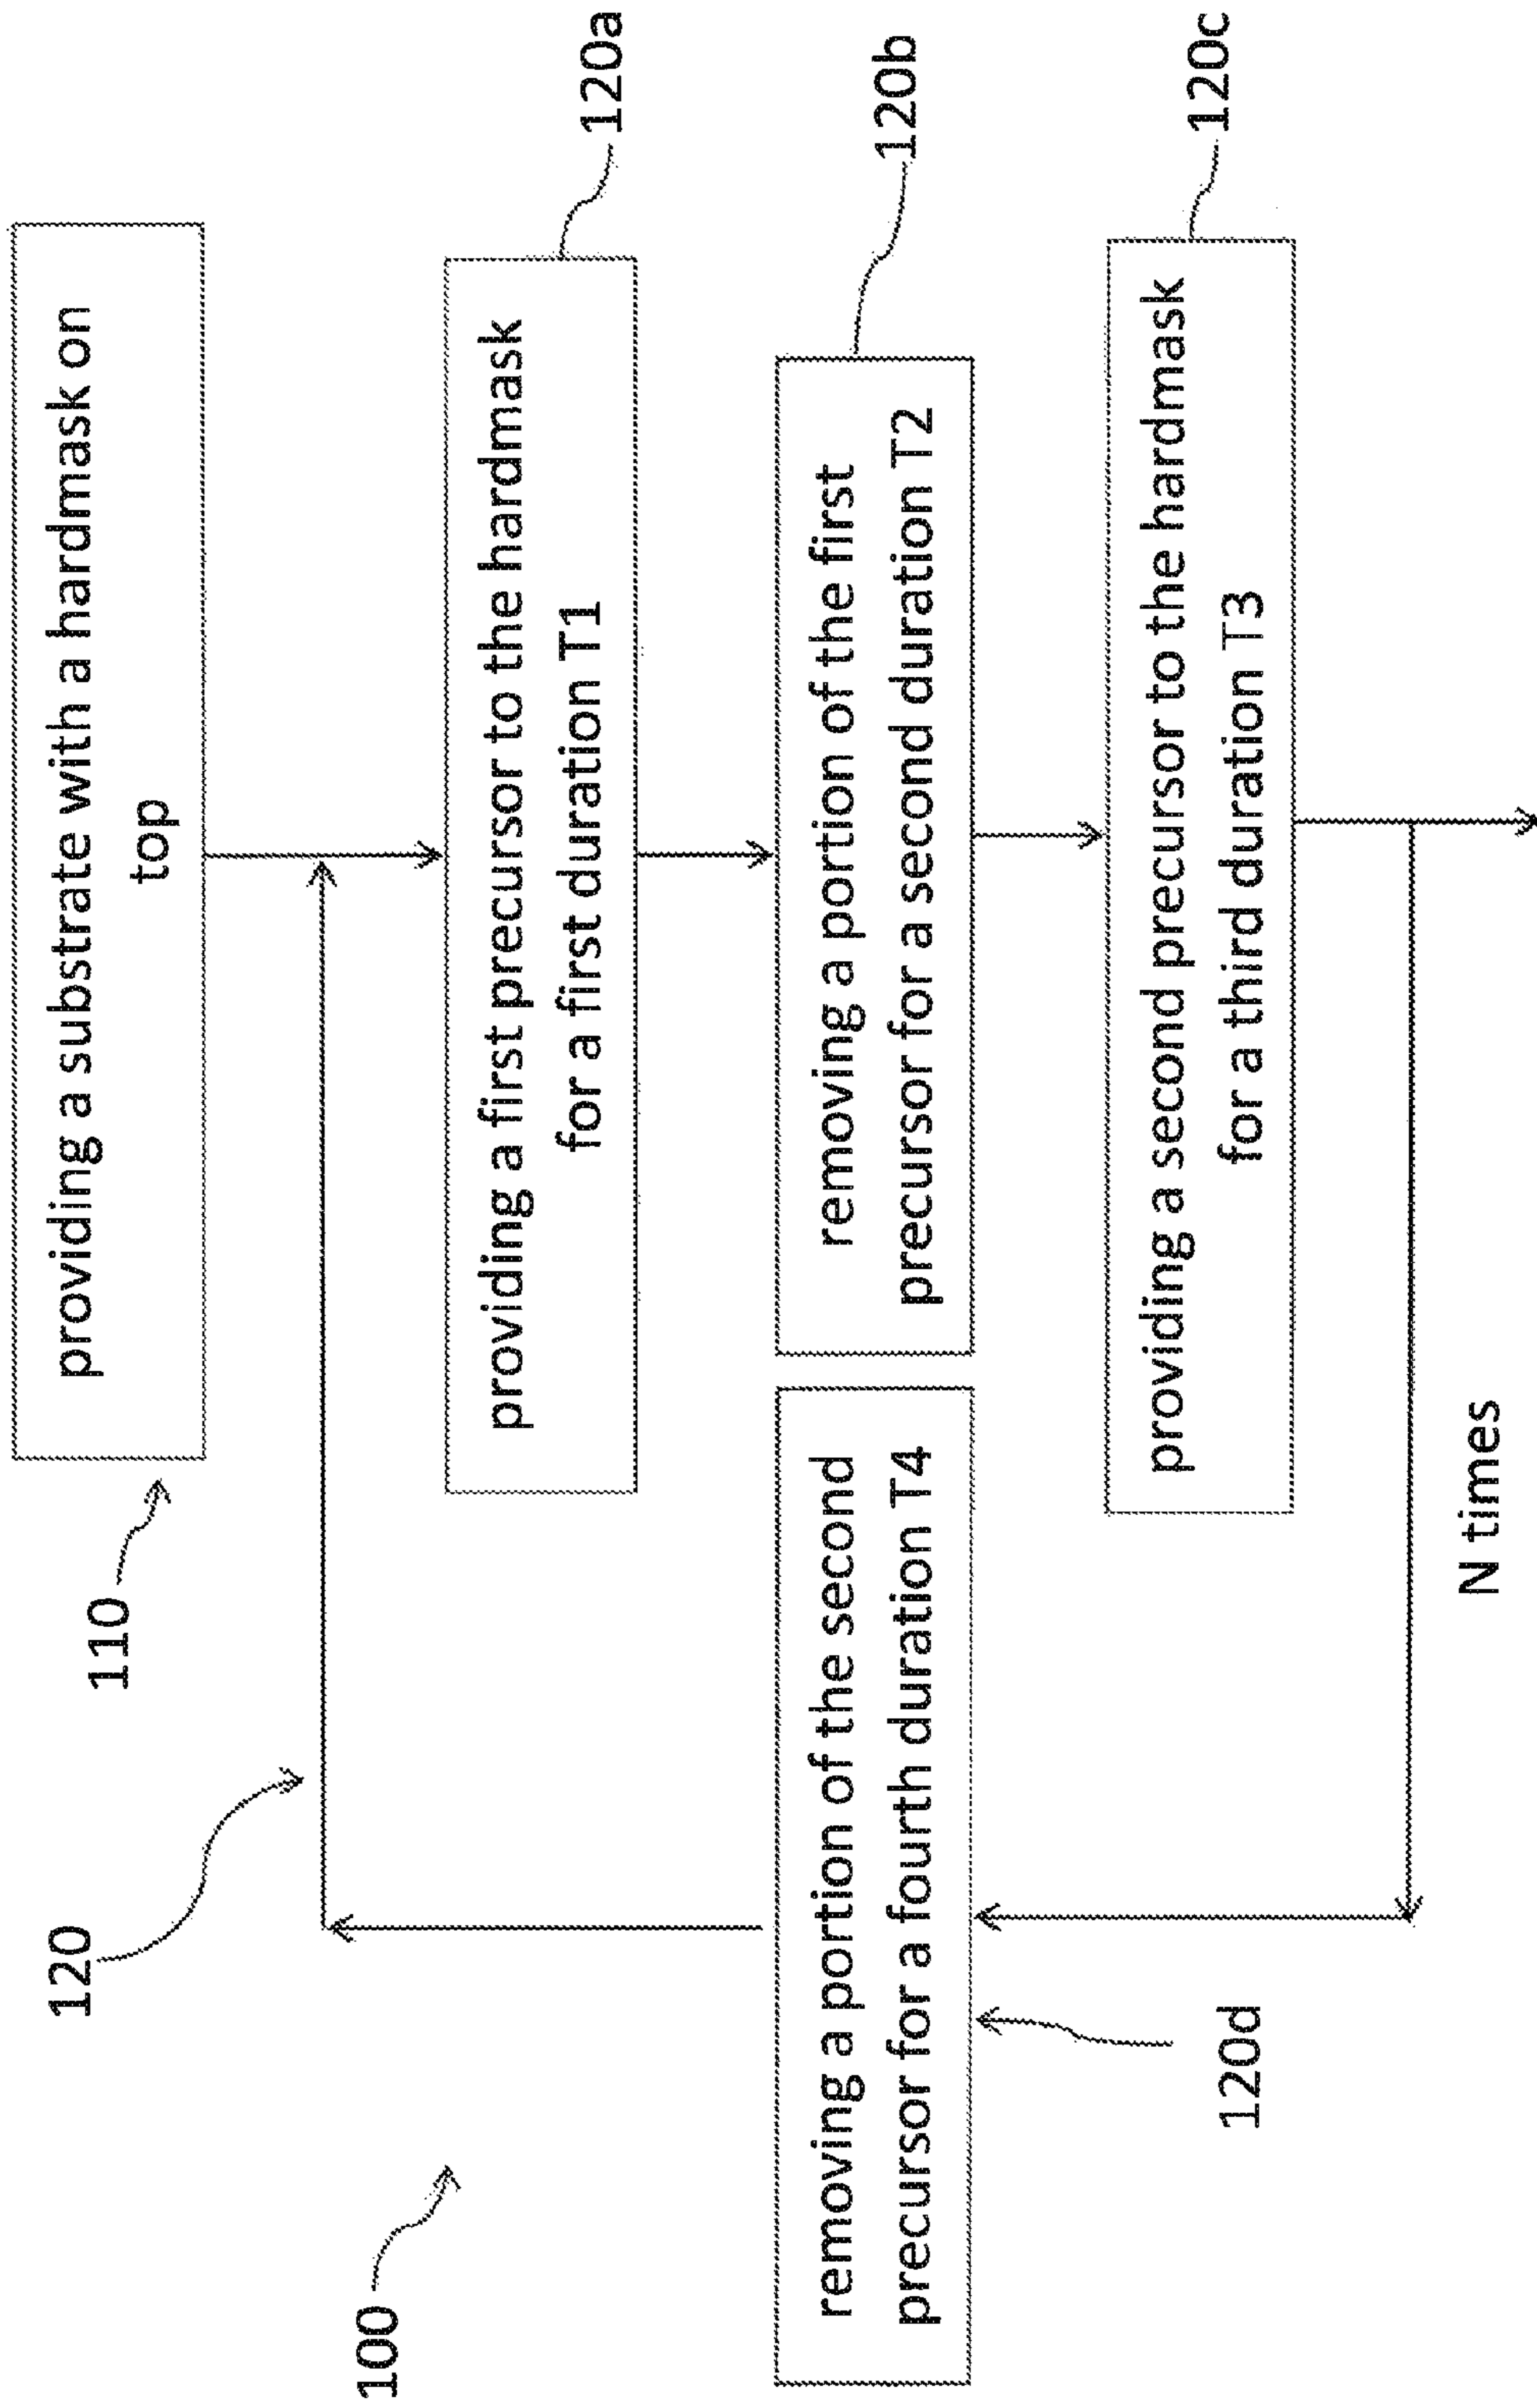 100
120
110
providing a substrate with a hardmask on
top
providing a first precursor to the hardmask
for a first duration T1
120a
removing a portion of the second
precursor for a fourth duration T4
removing a portion of the first
precursor for a second duration T2
120b
120d
providing a second precursor to the hardmask
for a third duration T3
120c
N times